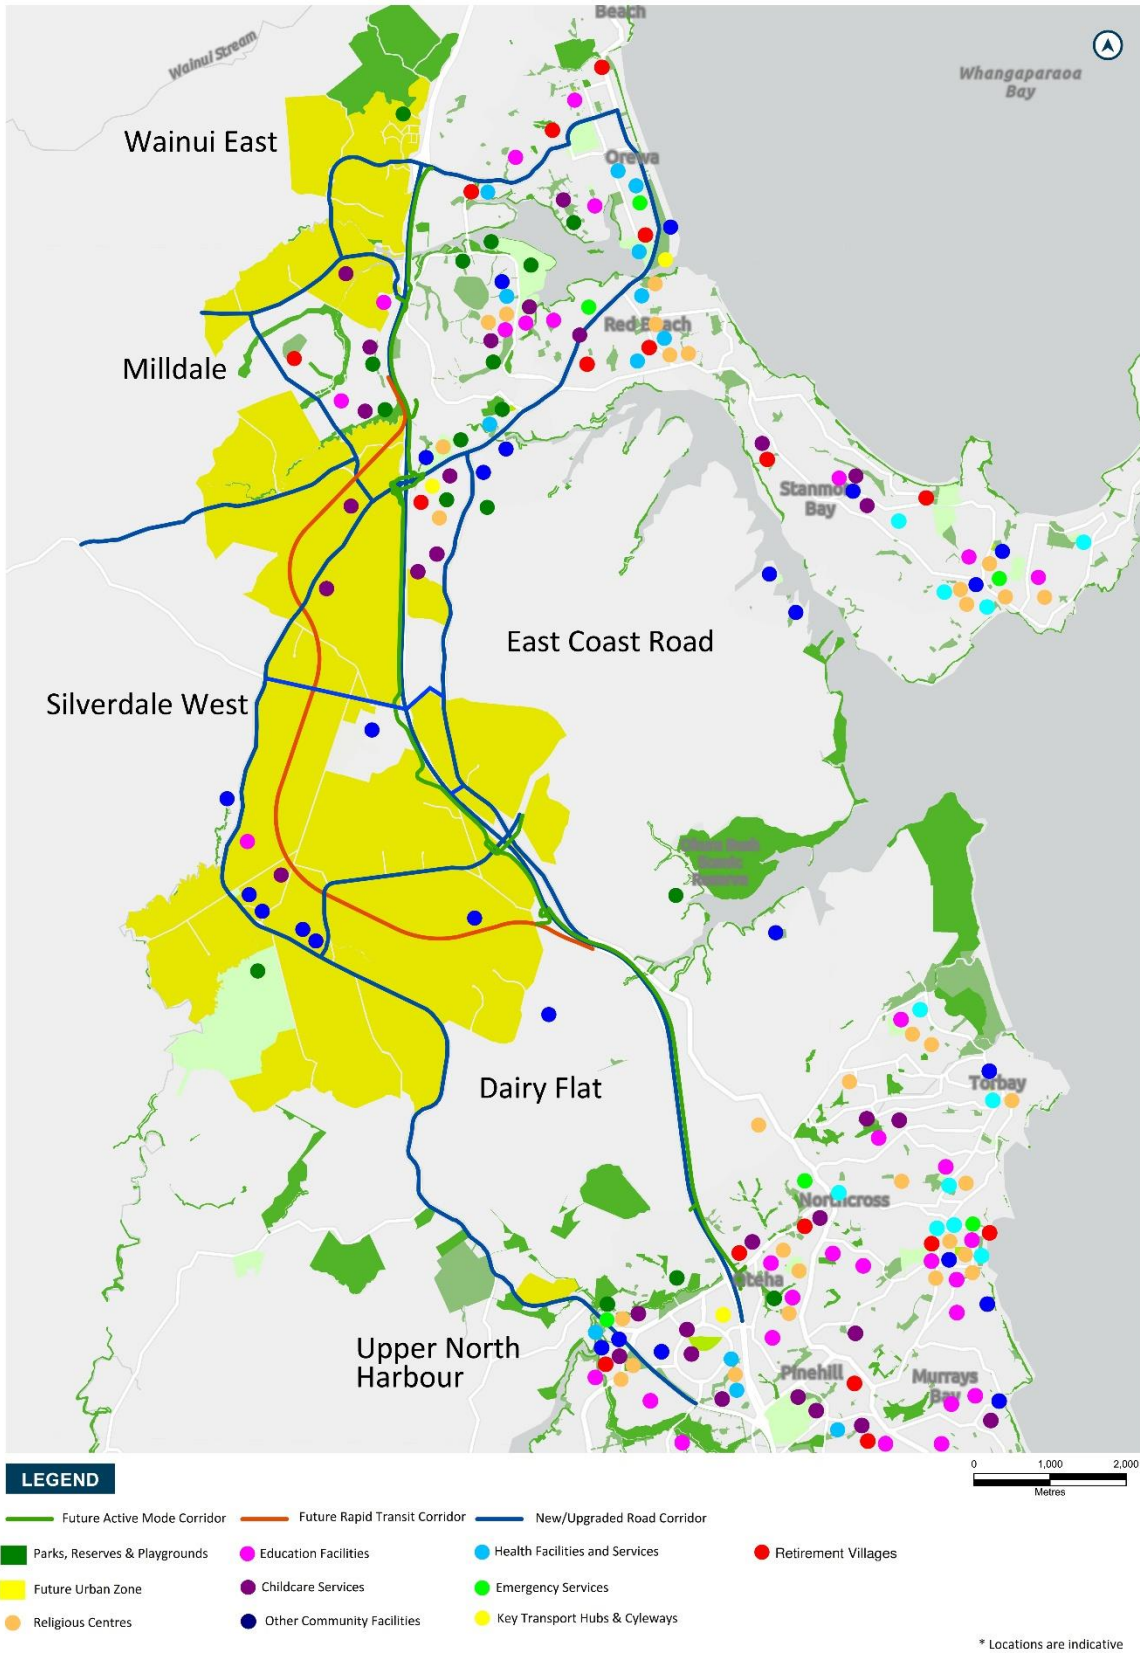 Beach
Wainui Stream
Whangaparaoa
Bay
Wainui East
Orewa
Red Beach
Milldale
Stanmore
Bay
East Coast Road
Silverdale West
Reserve
Dairy Flat
Torbay
Northcross
Upper North
Harbour
Pinehill
Murrays
Bay
LEGEND
0 1,000 2,000
Metres
Future Active Mode Corridor Future Rapid Transit Corridor New/Upgraded Road Corridor
Parks, Reserves & Playgrounds Education Facilities Health Facilities and Services Retirement Villages
Future Urban Zone Childcare Services Emergency Services
Religious Centres Other Community Facilities Key Transport Hubs & Cyleways
* Locations are indicative